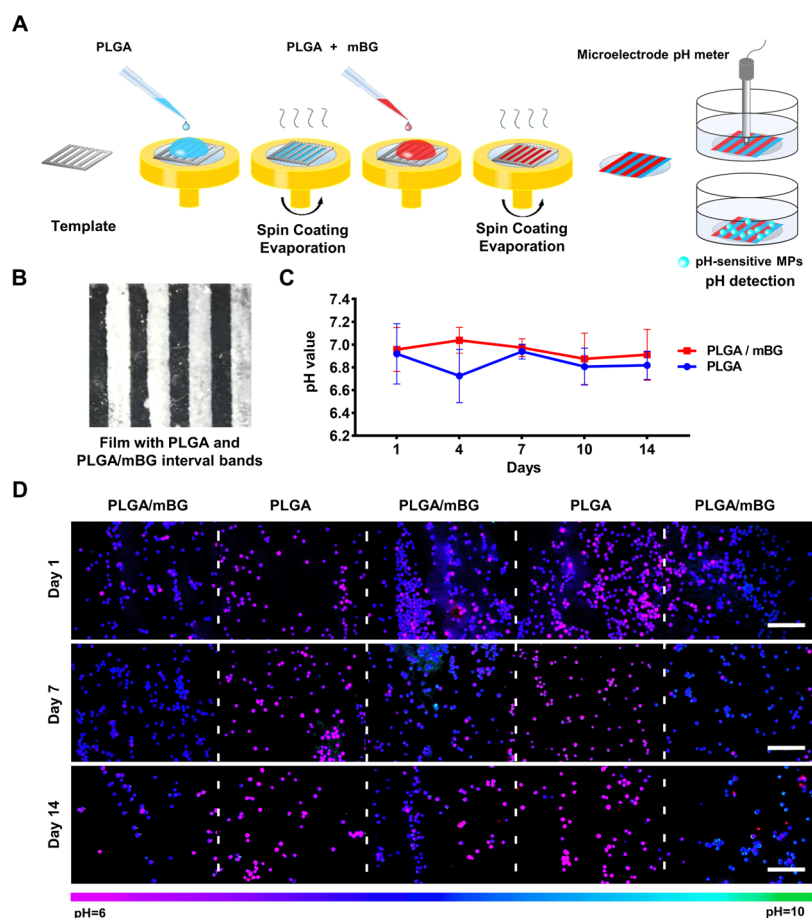 A
PLGA
PLGA + mBG
Microelectrode pH meter
Template
Spin Coating
Evaporation
Spin Coating
Evaporation
pH-sensitive MPs
pH detection
B
Film with PLGA and
PLGA/mBG interval bands
C
7.4
7.2
7.0
6.8
6.6
6.4
6.2
pH value
1 4 7 10 14
Days
PLGA / mBG
PLGA
D
PLGA/mBG PLGA PLGA/mBG PLGA PLGA/mBG
Day 1
Day 7
Day 14
pH=6 pH=10